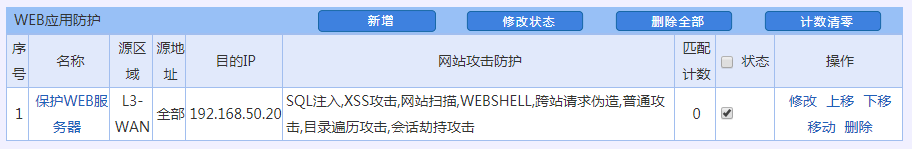 WEB应用防护 新增 修改状态 删除全部 计数清零
序号 名称 源区域 源地址 目的IP 网站攻击防护 匹配计数 状态 操作
1 保护WEB服务器 L3-WAN 全部 192.168.50.20 SQL注入,XSS攻击,网站扫描,WEBSHELL,跨站请求伪造,普通攻击,目录遍历攻击,会话劫持攻击 0 修改 上移 下移 移动 删除